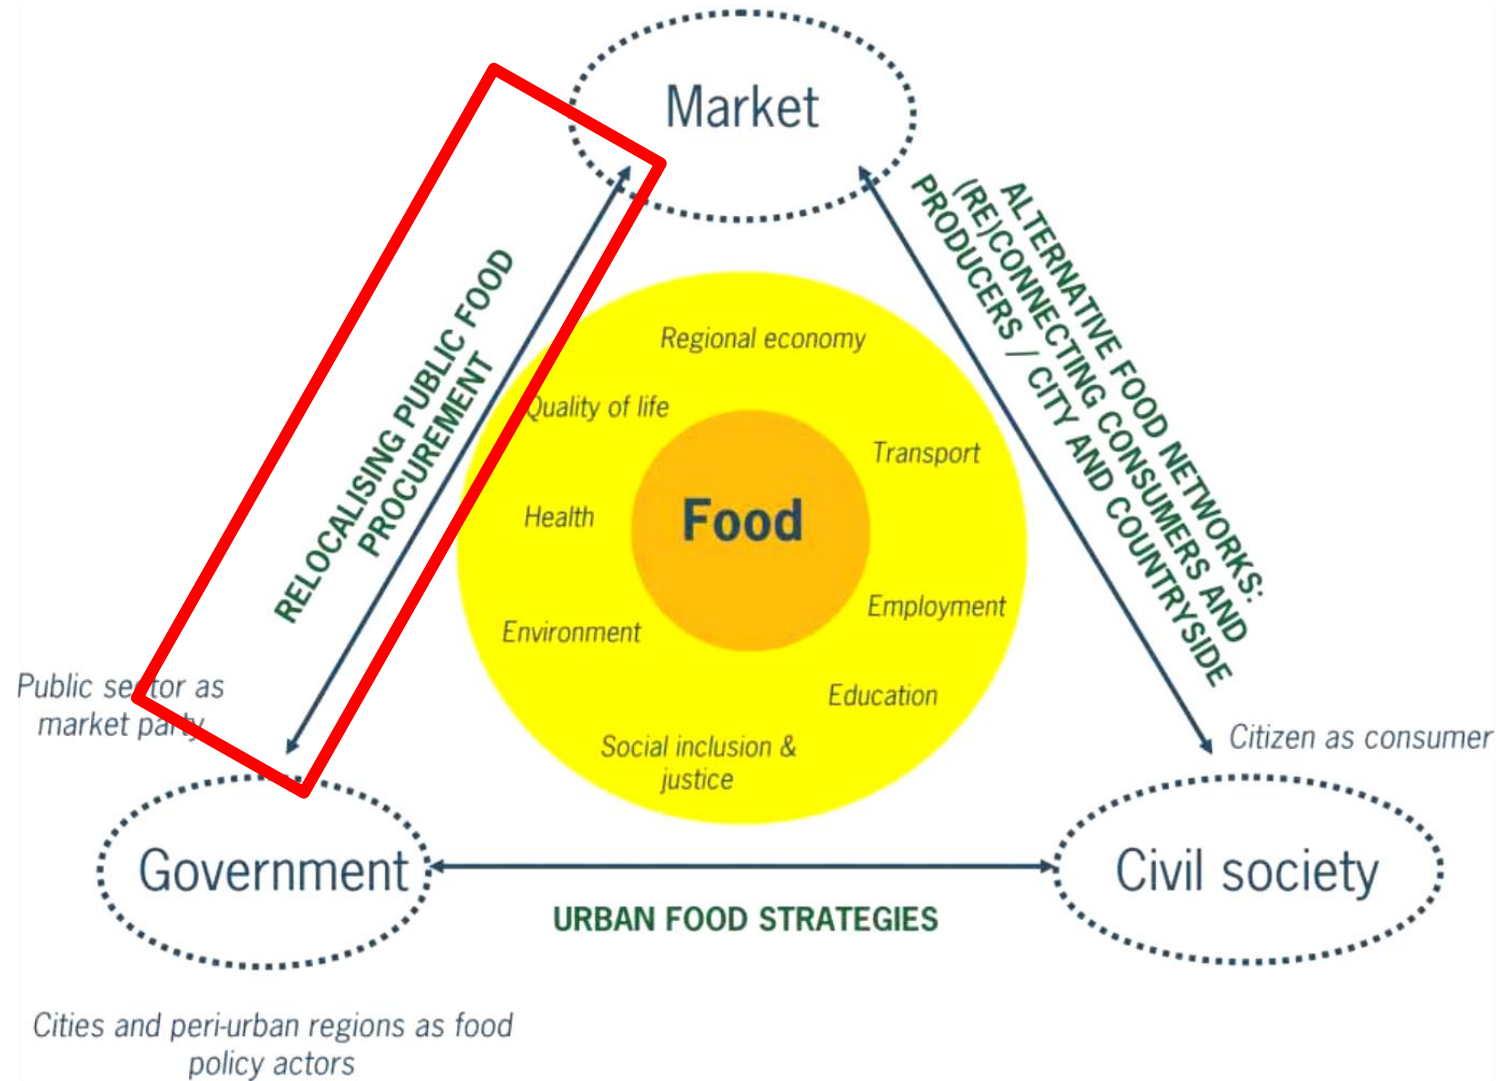 Market
RELOCALISING PUBLIC FOOD
PROCUREMENT
ALTERNATIVE FOOD NETWORKS:
(RE)CONNECTING CONSUMERS AND
PRODUCERS / CITY AND COUNTRYSIDE
Regional economy
Quality of life
Transport
Health
Food
Employment
Environment
Education
Social inclusion &
justice
Public sector as
market party
Citizen as consumer
Government
Civil society
URBAN FOOD STRATEGIES
Cities and peri-urban regions as food
policy actors